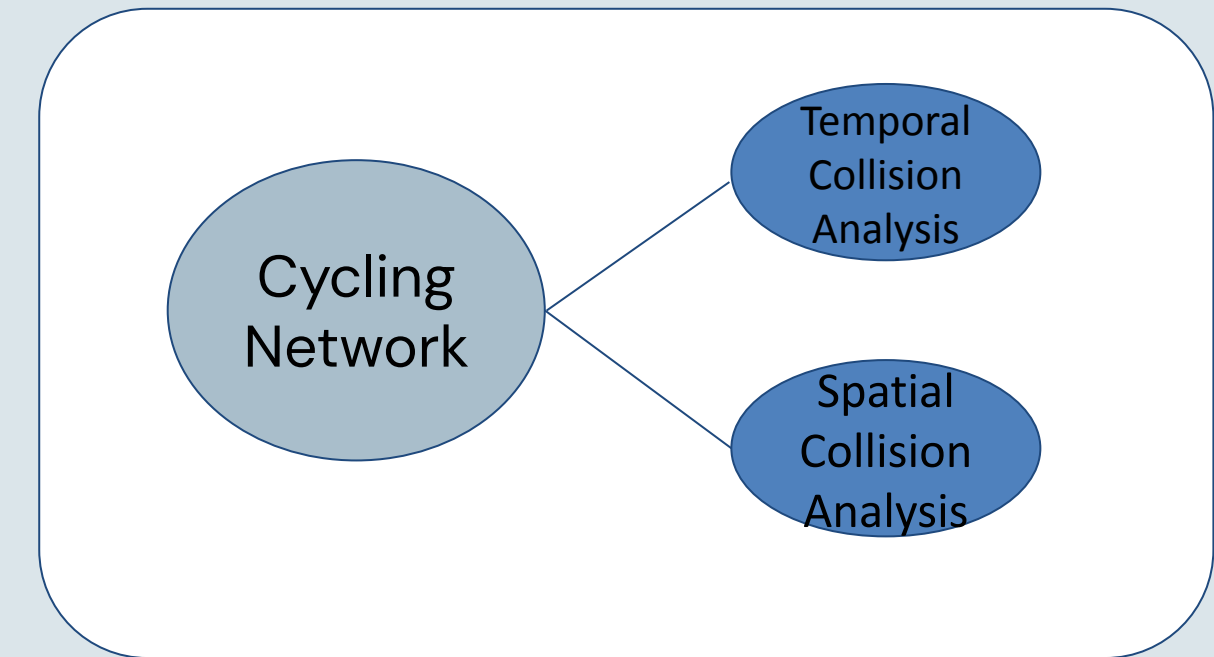 Cycling
Network
Temporal
Collision
Analysis
Spatial
Collision
Analysis